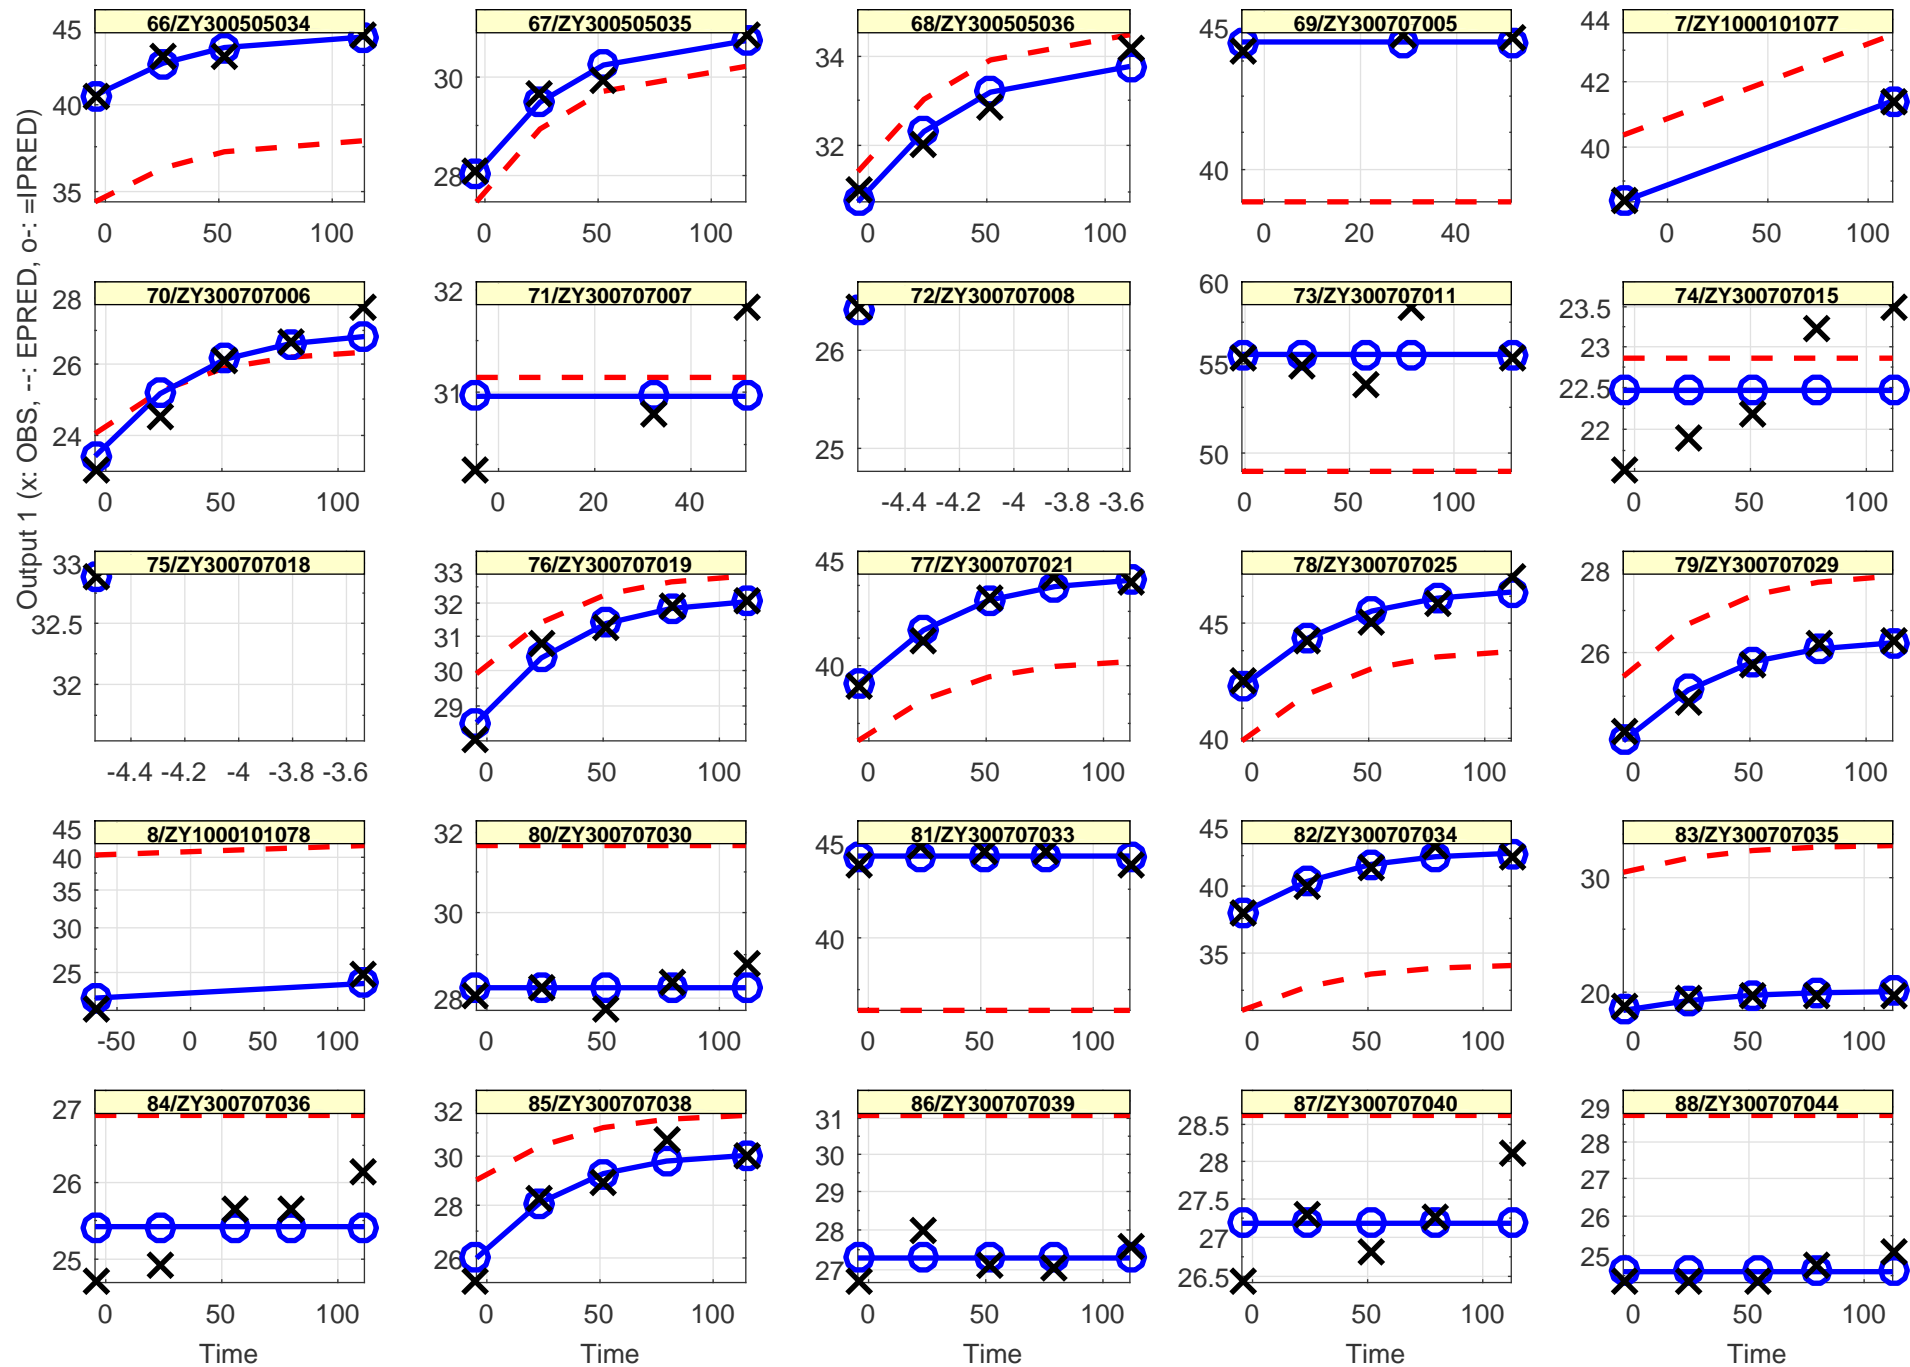 Output 1 (x: OBS, --: EPRED, o-: =IPRED)
66/ZY300505034
45
40
35
0 50 100
67/ZY300505035
30
28
0 50 100
68/ZY300505036
34
32
0 50 100
69/ZY300707005
45
40
0 20 40
7/ZY1000101077
44
42
40
0 50 100
70/ZY300707006
28
26
24
0 50 100
71/ZY300707007
32
31
0 20 40
72/ZY300707008
26
25
-4.4 -4.2 -4 -3.8 -3.6
73/ZY300707011
60
55
50
0 50 100
74/ZY300707015
23.5
23
22.5
22
0 50 100
75/ZY300707018
33
32.5
32
-4.4 -4.2 -4 -3.8 -3.6
76/ZY300707019
33
32
31
30
29
0 50 100
77/ZY300707021
45
40
0 50 100
78/ZY300707025
45
40
0 50 100
79/ZY300707029
28
26
0 50 100
8/ZY1000101078
45
40
35
30
25
-50 0 50 100
80/ZY300707030
32
30
28
0 50 100
81/ZY300707033
45
40
0 50 100
82/ZY300707034
45
40
35
0 50 100
83/ZY300707035
30
20
0 50 100
84/ZY300707036
27
26
25
0 50 100
Time
85/ZY300707038
32
30
28
26
0 50 100
Time
86/ZY300707039
31
30
29
28
27
0 50 100
Time
87/ZY300707040
28.5
28
27.5
27
26.5
0 50 100
Time
88/ZY300707044
29
28
27
26
25
0 50 100
Time